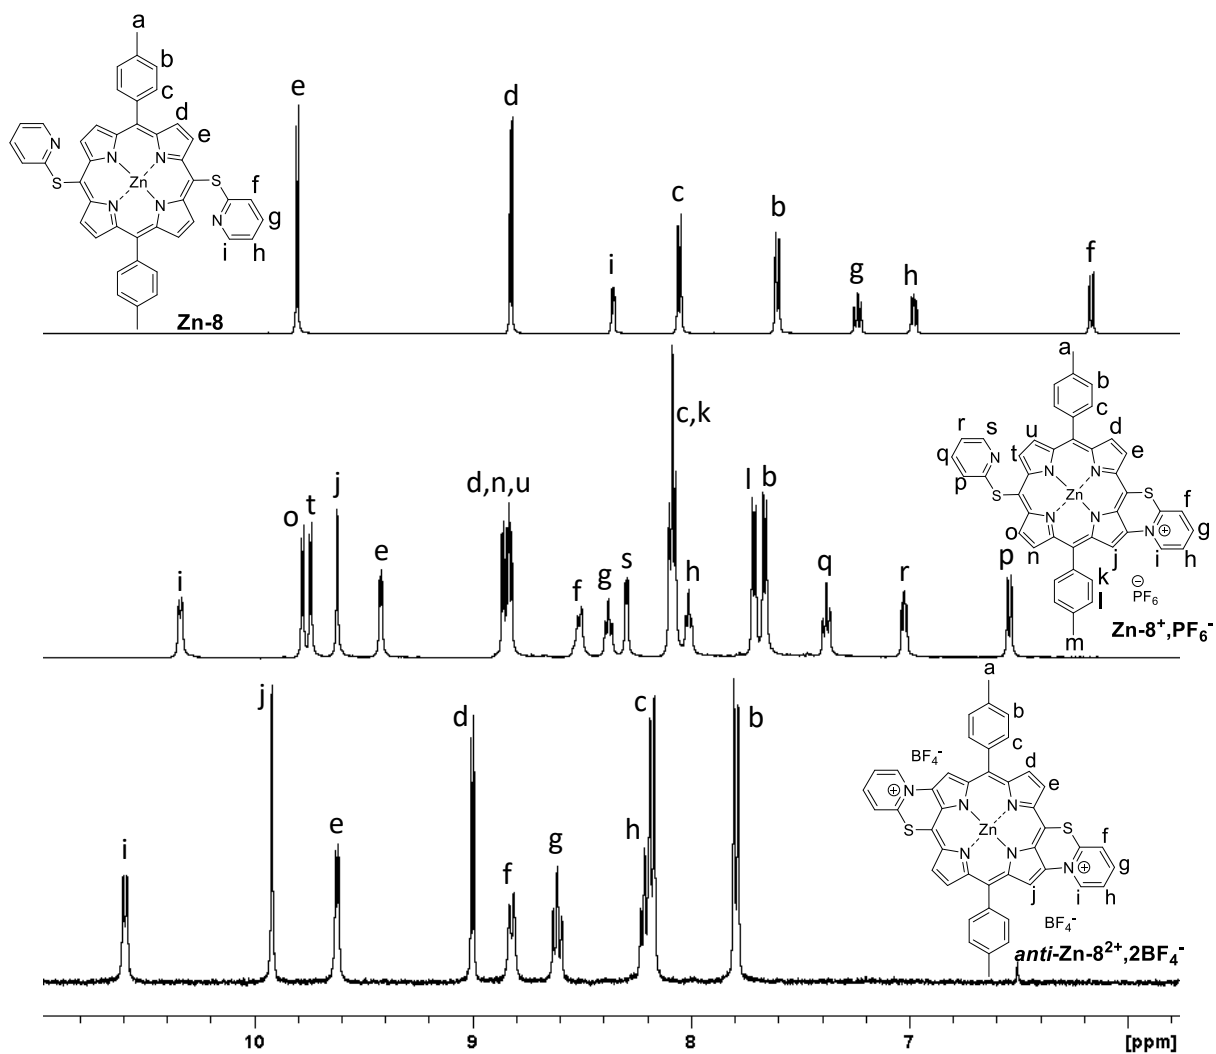 a
b
c
d
e
N
N
N
S
Zn
S
N
N
f
N
g
i
h
Zn-8
e
d
i
c
b
g
h
f
a
b
c
r
s
u
d
q
N
t
e
p
N
N
S
Zn
S
f
o
N
N
N
⊕
g
n
j
i
h
k
l
⊖
PF6
m
Zn-8+,PF6-
i
o
t
j
e
d,n,u
f
g
s
c,k
h
l
b
q
r
p
a
b
c
BF4-
d
⊕
N
e
N
N
S
Zn
S
f
N
N
N
⊕
g
j
i
h
BF4-
anti-Zn-8²⁺,2BF4-
i
j
e
d
f
g
h
c
b
10
9
8
7
[ppm]